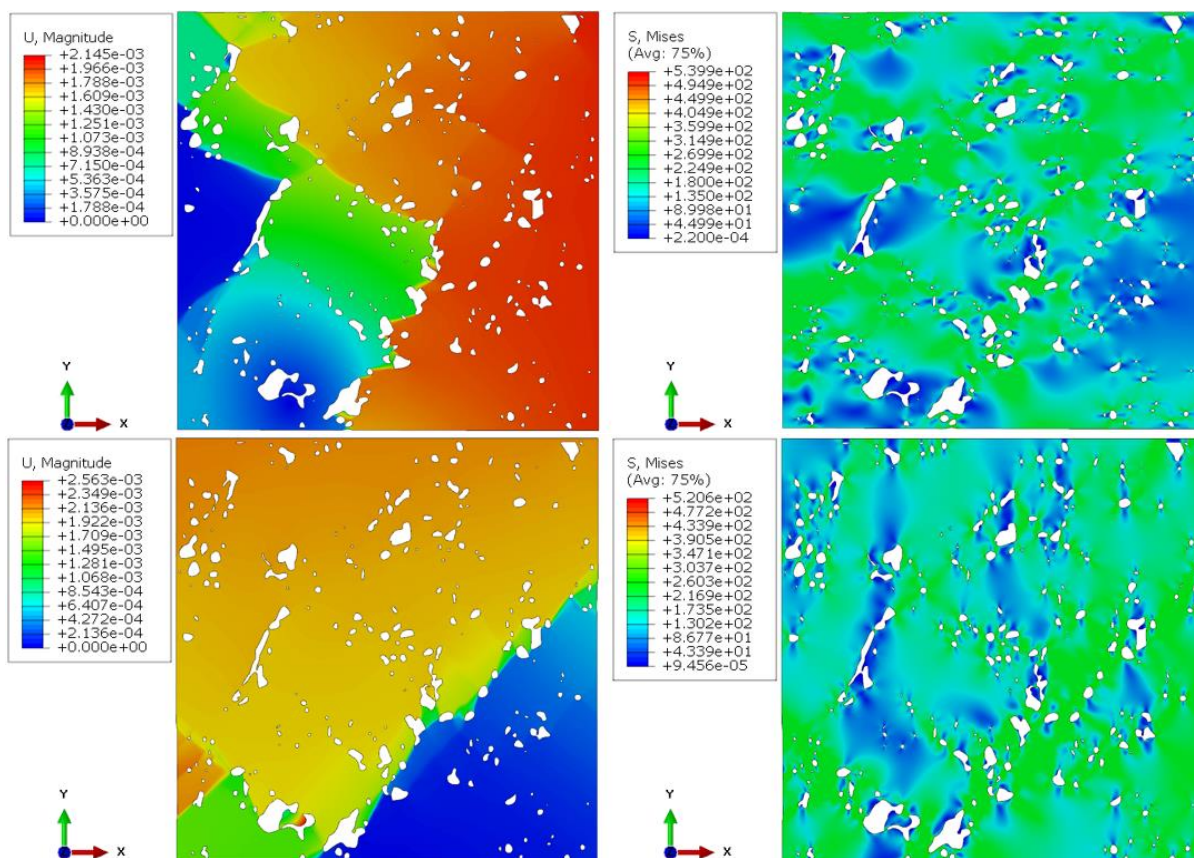 U, Magnitude
+2.145e-03
+1.966e-03
+1.788e-03
+1.609e-03
+1.430e-03
+1.251e-03
+1.073e-03
+8.938e-04
+7.150e-04
+5.363e-04
+3.575e-04
+1.788e-04
+0.000e+00
Y
X
S, Mises
(Avg: 75%)
+5.399e+02
+4.949e+02
+4.499e+02
+4.049e+02
+3.599e+02
+3.149e+02
+2.699e+02
+2.249e+02
+1.800e+02
+1.350e+02
+8.998e+01
+4.499e+01
+2.200e-04
Y
X
U, Magnitude
+2.563e-03
+2.349e-03
+2.136e-03
+1.922e-03
+1.709e-03
+1.495e-03
+1.281e-03
+1.068e-03
+8.543e-04
+6.407e-04
+4.272e-04
+2.136e-04
+0.000e+00
Y
X
S, Mises
(Avg: 75%)
+5.206e+02
+4.772e+02
+4.339e+02
+3.905e+02
+3.471e+02
+3.037e+02
+2.603e+02
+2.169e+02
+1.735e+02
+1.302e+02
+8.677e+01
+4.339e+01
+9.456e-05
Y
X